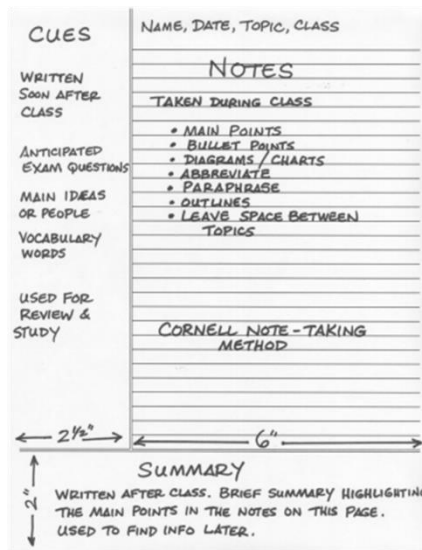 CUES
WRITTEN
SOON AFTER
CLASS
ANTICIPATED
EXAM QUESTIONS
MAIN IDEAS
OR PEOPLE
VOCABULARY
WORDS
USED FOR
REVIEW &
STUDY
2 1/2"
NAME, DATE, TOPIC, CLASS
NOTES
TAKEN DURING CLASS
• MAIN POINTS
• BULLET POINTS
• DIAGRAMS/CHARTS
• ABBREVIATE
• PARAPHRASE
• OUTLINES
• LEAVE SPACE BETWEEN
TOPICS
CORNELL NOTE-TAKING
METHOD
6"
2"
SUMMARY
WRITTEN AFTER CLASS. BRIEF SUMMARY HIGHLIGHTING
THE MAIN POINTS IN THE NOTES ON THIS PAGE.
USED TO FIND INFO LATER.